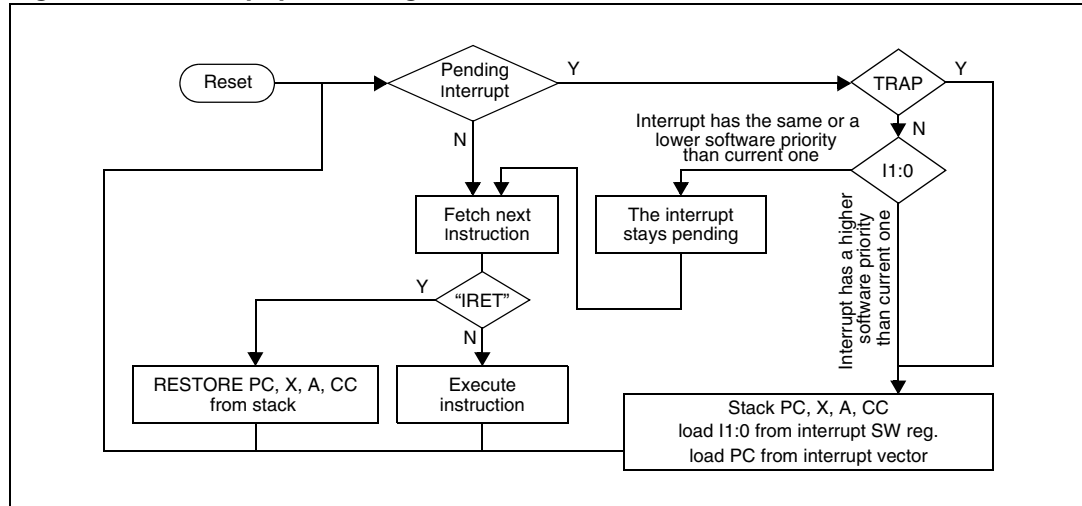 Reset
Pending
Interrupt
Y
TRAP
Y
N
N
Interrupt has the same or a
lower software priority
than current one
I1:0
Fetch next
Instruction
The interrupt
stays pending
Interrupt has a higher
software priority
than current one
Y
“IRET”
N
RESTORE PC, X, A, CC
from stack
Execute
instruction
Stack PC, X, A, CC
load I1:0 from interrupt SW reg.
load PC from interrupt vector